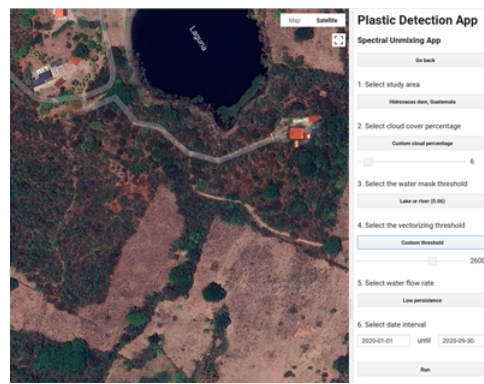 Laguna
Map Satellite
Plastic Detection App
Spectral Unmixing App
Go back
1. Select study area
Hidrovacas dam, Guatemala
2. Select cloud cover percentage
Custom cloud percentage
6
3. Select the water mask threshold
Lake or river (0.06)
4. Select the vectorizing threshold
Custom threshold
2600
5. Select water flow rate
Low persistence
6. Select date interval
2020-01-01 until 2020-09-30
Run